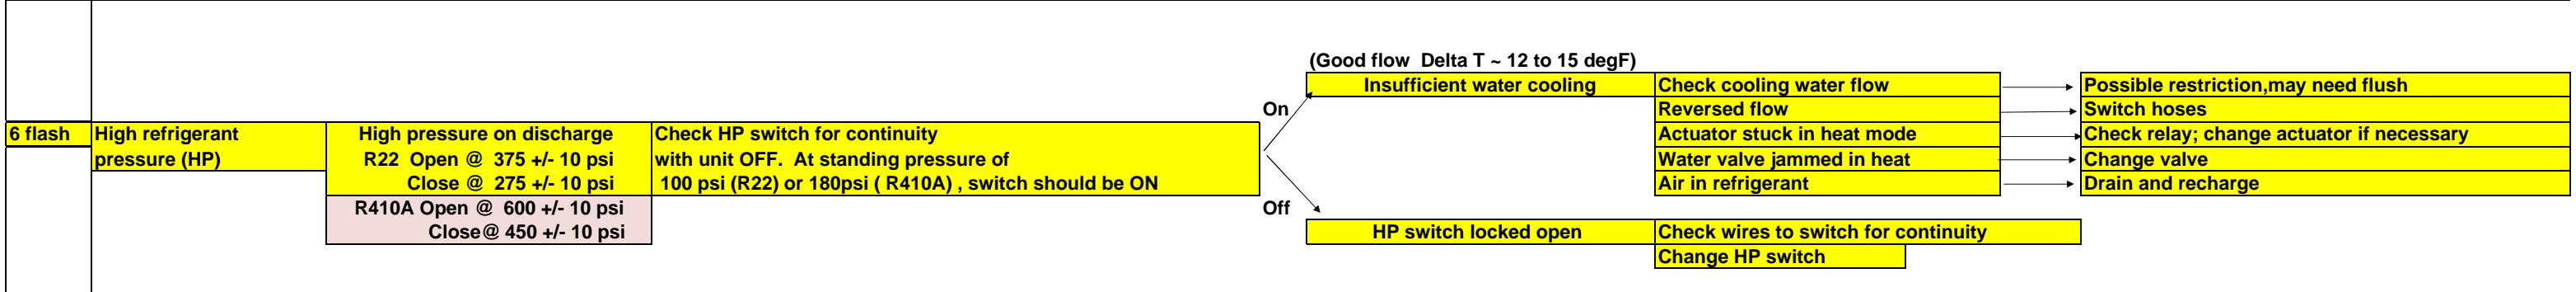 (Good flow  Delta T ~ 12 to 15 degF)
Insufficient water cooling
Check cooling water flow
Possible restriction,may need flush
On
Reversed flow
Switch hoses
6 flash
High refrigerant
pressure (HP)
High pressure on discharge
R22  Open @  375 +/- 10 psi
Close @  275 +/- 10 psi
R410A Open @  600 +/- 10 psi
Close@ 450 +/- 10 psi
Check HP switch for continuity
with unit OFF.  At standing pressure of
100 psi (R22) or 180psi ( R410A) , switch should be ON
Actuator stuck in heat mode
Check relay; change actuator if necessary
Water valve jammed in heat
Change valve
Air in refrigerant
Drain and recharge
Off
HP switch locked open
Check wires to switch for continuity
Change HP switch